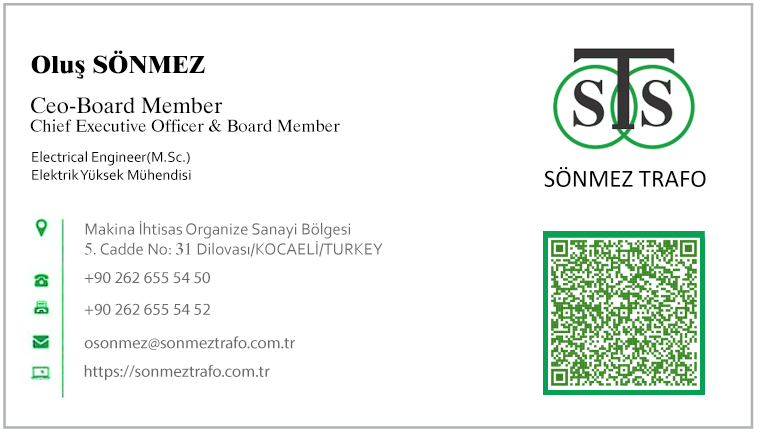 Oluş SÖNMEZ
Ceo-Board Member
Chief Executive Officer & Board Member
Electrical Engineer(M.Sc.)
Elektrik Yüksek Mühendisi
Makina İhtisas Organize Sanayi Bölgesi
5. Cadde No: 31 Dilovası/KOCAELİ/TURKEY
+90 262 655 54 50
+90 262 655 54 52
osonmez@sonmeztrafo.com.tr
https://sonmeztrafo.com.tr
STS
SÖNMEZ TRAFO